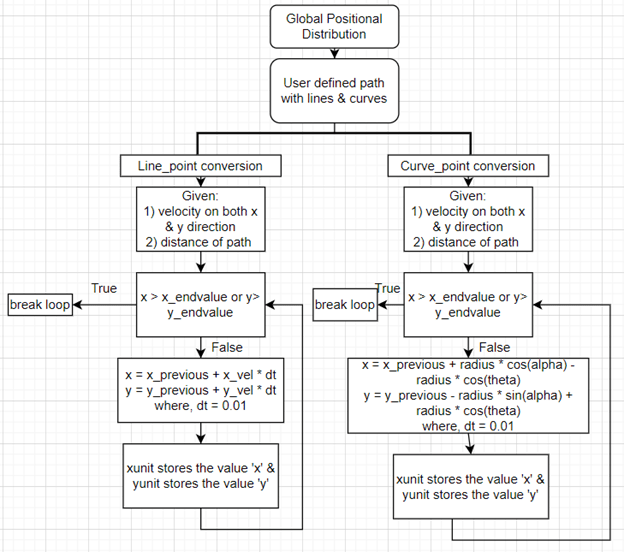 Global Positional
Distribution
User defined path
with lines & curves
Line_point conversion
Given:
1) velocity on both x
& y direction
2) distance of path
x > x_endvalue or y>
y_endvalue
True
break loop
False
x = x_previous + x_vel * dt
y = y_previous + y_vel * dt
where, dt = 0.01
xunit stores the value 'x' &
yunit stores the value 'y'
Curve_point conversion
Given:
1) velocity on both x
& y direction
2) distance of path
x > x_endvalue or y>
y_endvalue
True
break loop
False
x = x_previous + radius * cos(alpha) -
radius * cos(theta)
y = y_previous - radius * sin(alpha) +
radius * cos(theta)
where, dt = 0.01
xunit stores the value 'x' &
yunit stores the value 'y'